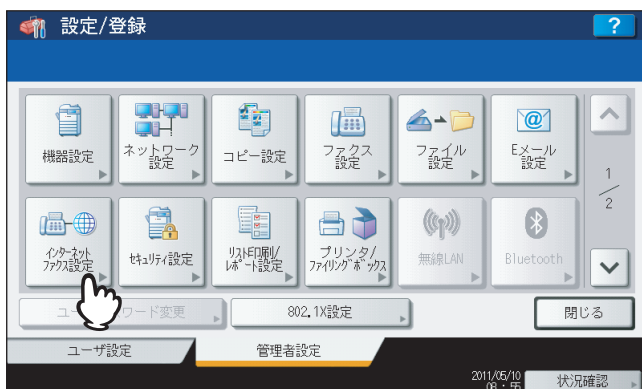 設定/登録
?
機器設定
ネットワーク
設定
コピー設定
ファクス
設定
ファイル
設定
Eメール
設定
1
2
インターネット
ファクス設定
セキュリティ設定
リスト印刷/
レポート設定
プリンタ/
ファイリングボックス
無線LAN
Bluetooth
ワード変更
802.1X設定
閉じる
ユーザ設定
管理者設定
2011/05/10
08:55
状況確認